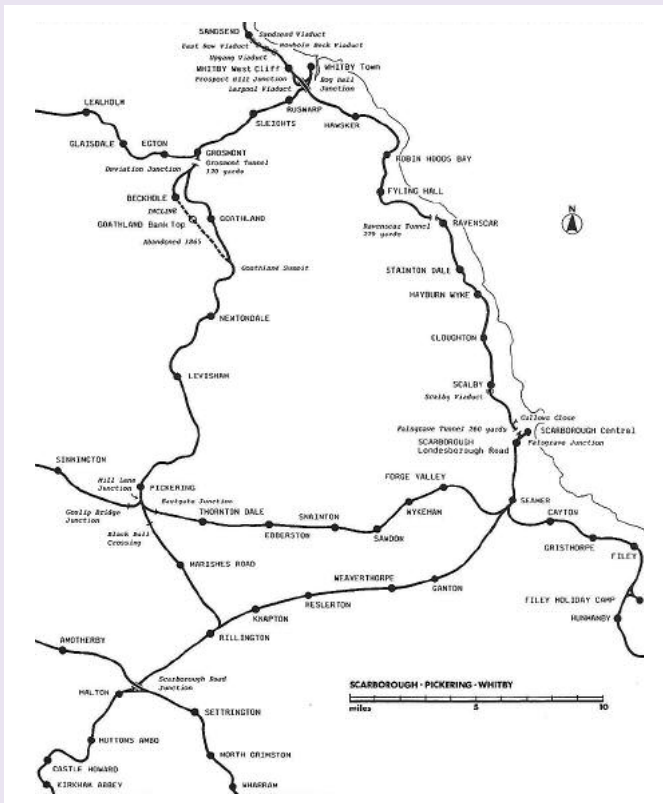 SANDSEND
Sandsend Viaduct
East Row Viaduct
Newholm Beck Viaduct
Upgang Viaduct
WHITBY West Cliff
WHITBY Town
Prospect Hill Junction
Bog Hall
Junction
Larpool Viaduct
RUSWARP
LEALHOLM
SLEIGHTS
HAWSKER
GLAISDALE
EGTON
GROSMONT
ROBIN HOODS BAY
Grosmont Tunnel
130 yards
Deviation Junction
FYLING HALL
BECKHOLE
INCLINE
GOATHLAND
GOATHLAND Bank Top
Abandoned 1865
Ravenscar Tunnel
279 yards
RAVENSCAR
N
Goathland Summit
STAINTON DALE
HAYBURN WYKE
NEWTONDALE
CLOUGHTON
LEVISHAM
SCALBY
Scalby Viaduct
Gallows Close
Falsgrave Tunnel 260 yards
SCARBOROUGH Central
SCARBOROUGH
Londesborough Road
Falsgrave Junction
SINNINGTON
Mill Lane
Junction
PICKERING
FORGE VALLEY
SEAMER
Eastgate Junction
Goslip Bridge
Junction
THORNTON DALE
SNAINTON
WYKEHAM
CAYTON
Black Bull
Crossing
EBBERSTON
SAWDON
GRISTHORPE
FILEY
MARISHES ROAD
WEAVERTHORPE
GANTON
HESLERTON
FILEY HOLIDAY CAMP
KNAPTON
HUNMANBY
RILLINGTON
AMOTHERBY
Scarborough Road
Junction
SCARBOROUGH - PICKERING - WHITBY
MALTON
SETTRINGTON
miles 5 10
HUTTONS AMBO
NORTH GRIMSTON
CASTLE HOWARD
KIRKHAM ABBEY
WHARRAM